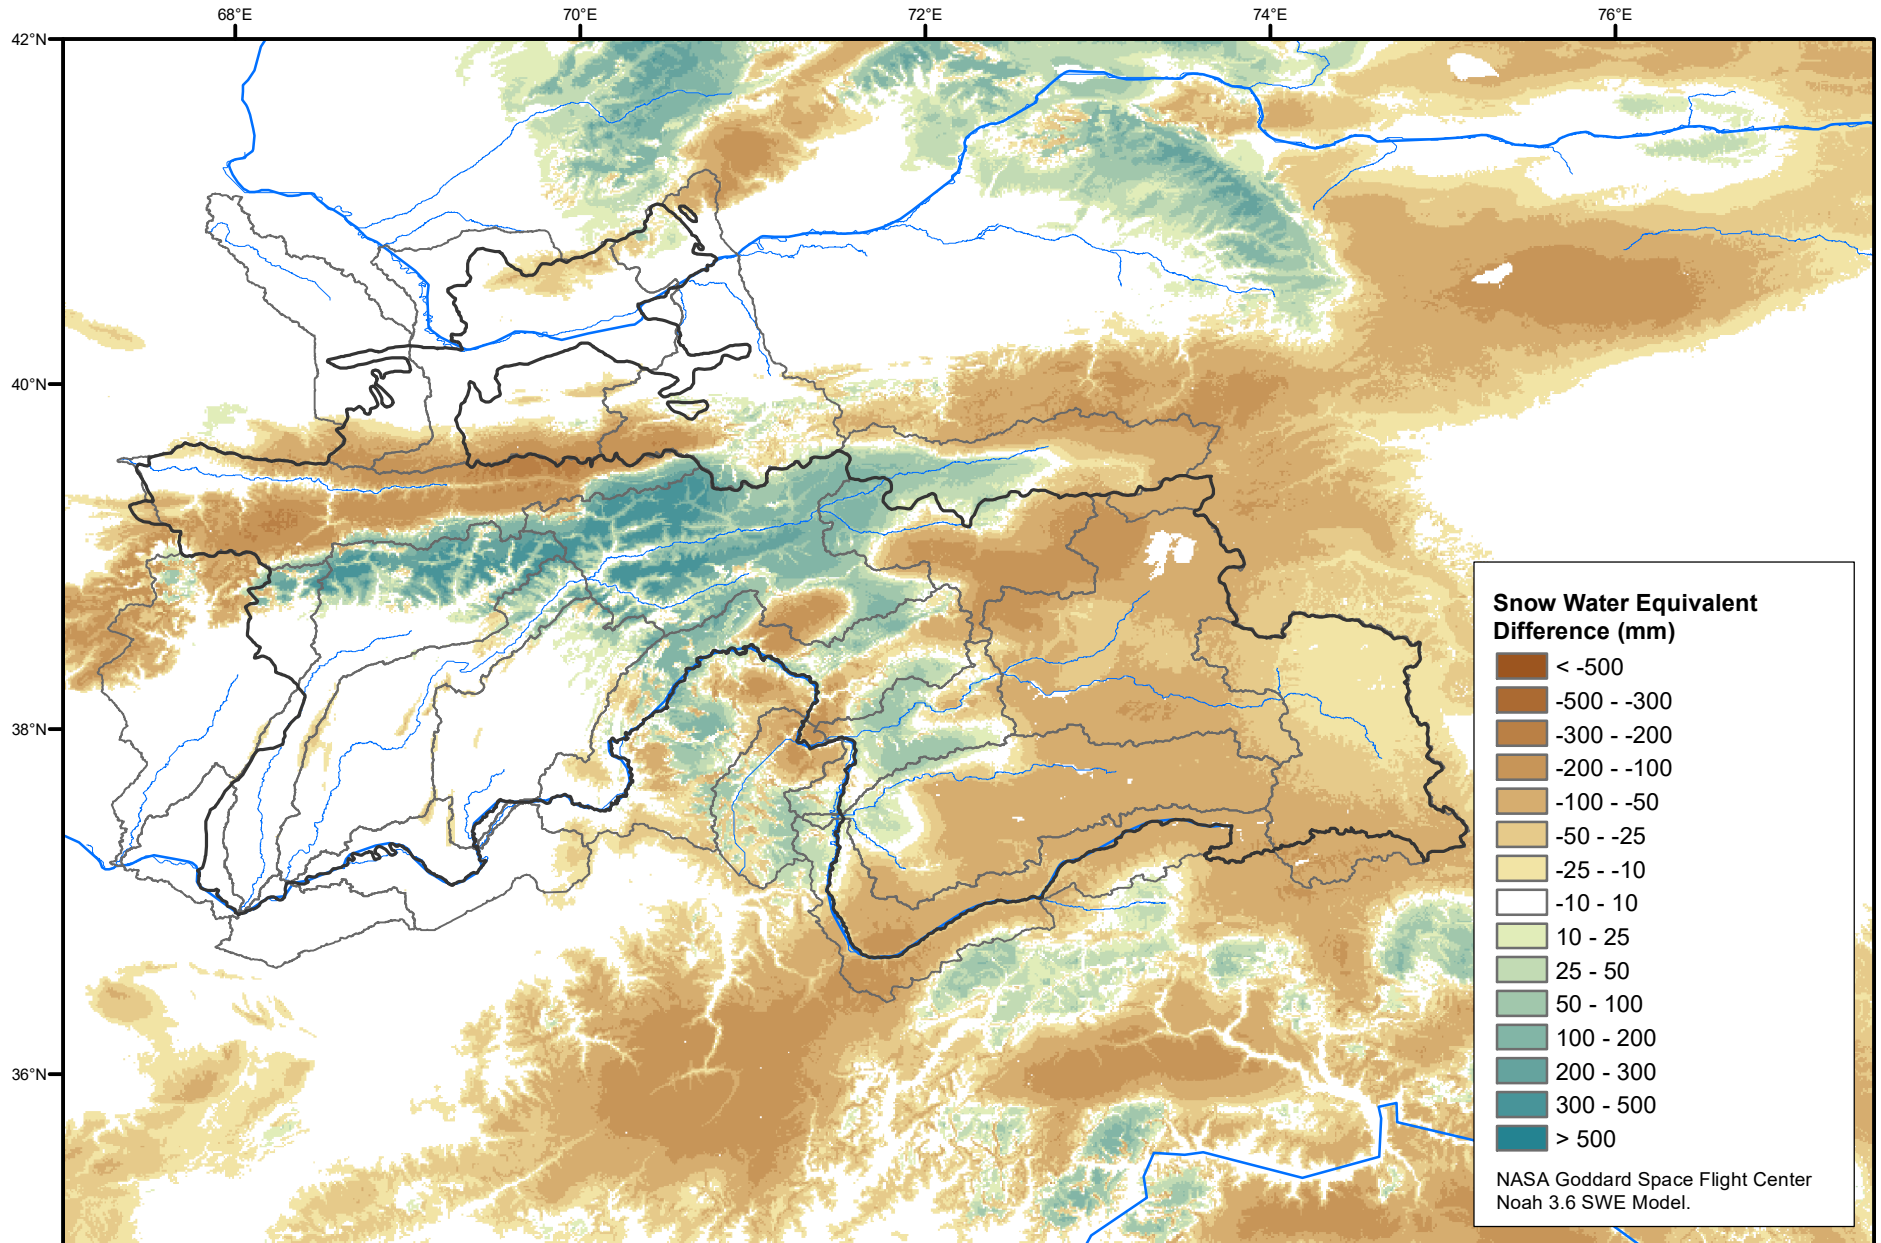 68°E
70°E
72°E
74°E
76°E
42°N
40°N
38°N
36°N
Snow Water Equivalent
Difference (mm)
< -500
-500 - -300
-300 - -200
-200 - -100
-100 - -50
-50 - -25
-25 - -10
-10 - 10
10 - 25
25 - 50
50 - 100
100 - 200
200 - 300
300 - 500
> 500
NASA Goddard Space Flight Center
Noah 3.6 SWE Model.